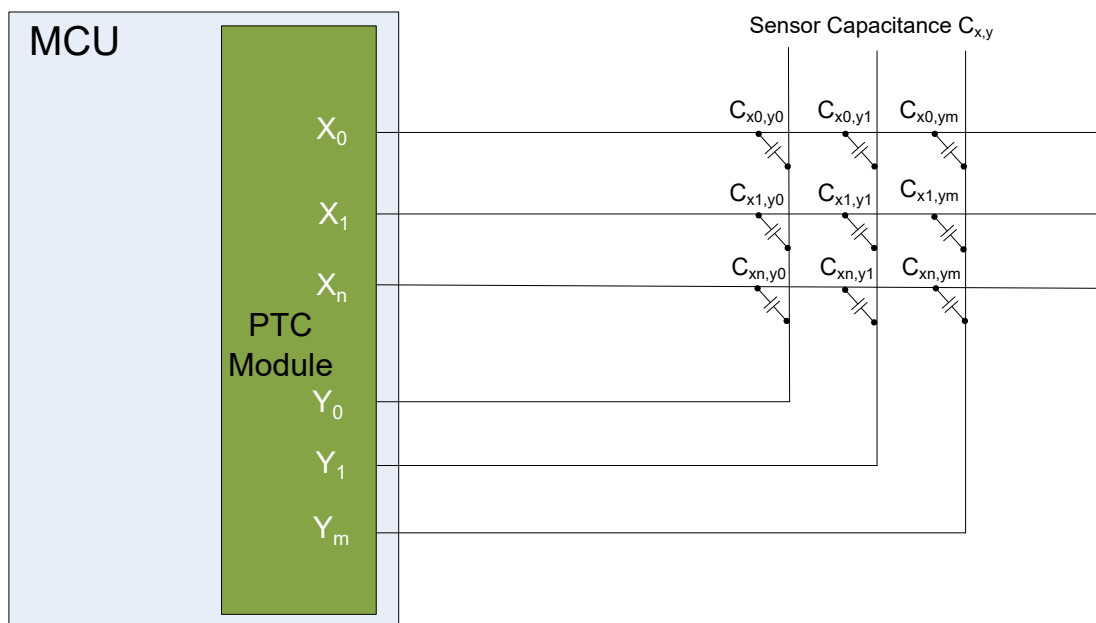 MCU
Sensor Capacitance Cx,y
X0
Cx0,y0 Cx0,y1 Cx0,ym
X1
Cx1,y0 Cx1,y1 Cx1,ym
Xn
Cxn,y0 Cxn,y1 Cxn,ym
PTC
Module
Y0
Y1
Ym